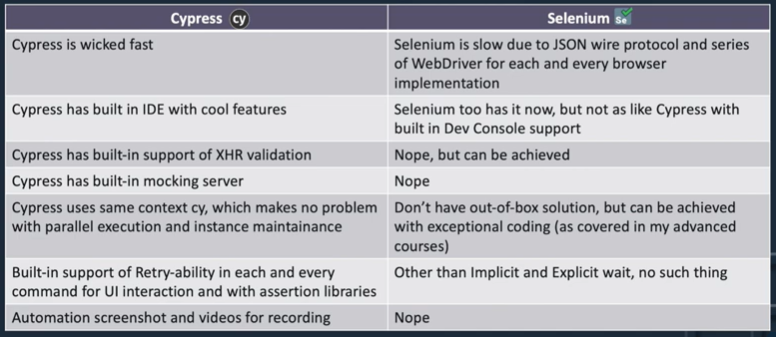 Cypress cy
Selenium Se
Cypress is wicked fast
Selenium is slow due to JSON wire protocol and series
of WebDriver for each and every browser
implementation
Cypress has built in IDE with cool features
Selenium too has it now, but not as like Cypress with
built in Dev Console support
Cypress has built-in support of XHR validation
Nope, but can be achieved
Cypress has built-in mocking server
Nope
Cypress uses same context cy, which makes no problem
with parallel execution and instance maintainance
Don’t have out-of-box solution, but can be achieved
with exceptional coding (as covered in my advanced
courses)
Built-in support of Retry-ability in each and every
command for UI interaction and with assertion libraries
Other than Implicit and Explicit wait, no such thing
Automation screenshot and videos for recording
Nope